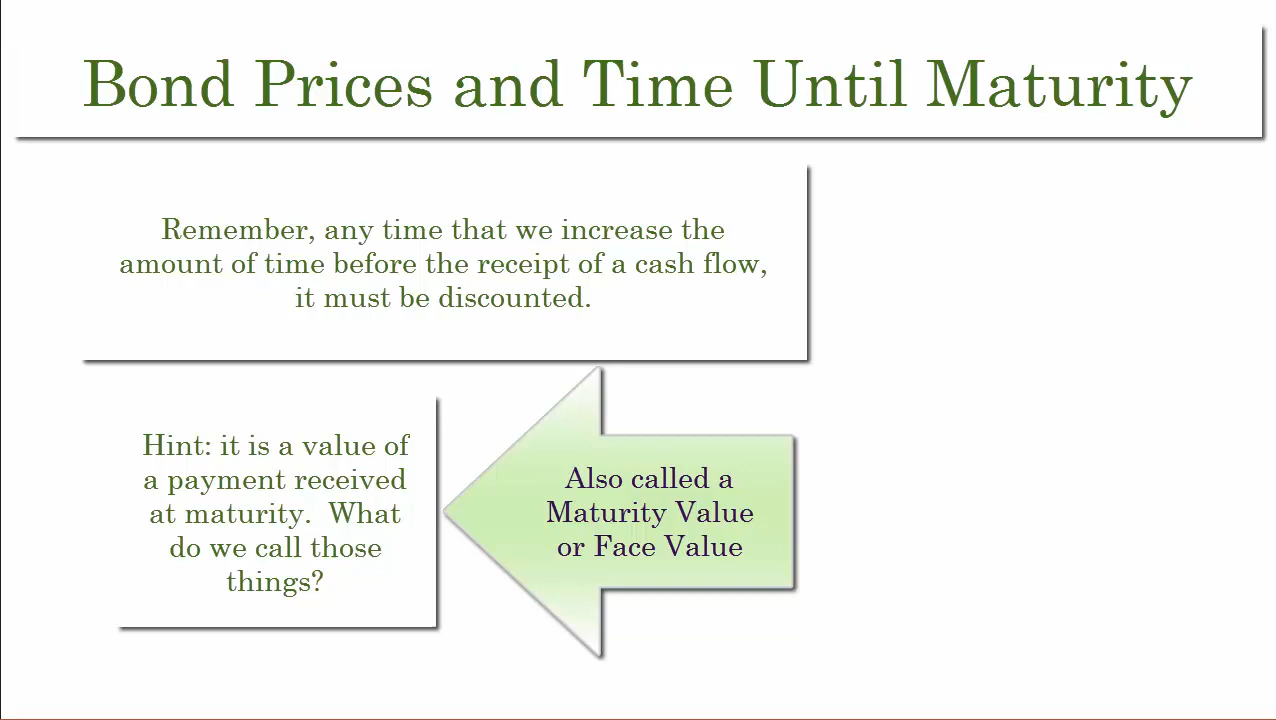 Bond Prices and Time Until Maturity
Remember, any time that we increase the
amount of time before the receipt of a cash flow,
it must be discounted.
Hint: it is a value of
a payment received
at maturity.  What
do we call those
things?
Also called a
Maturity Value
or Face Value